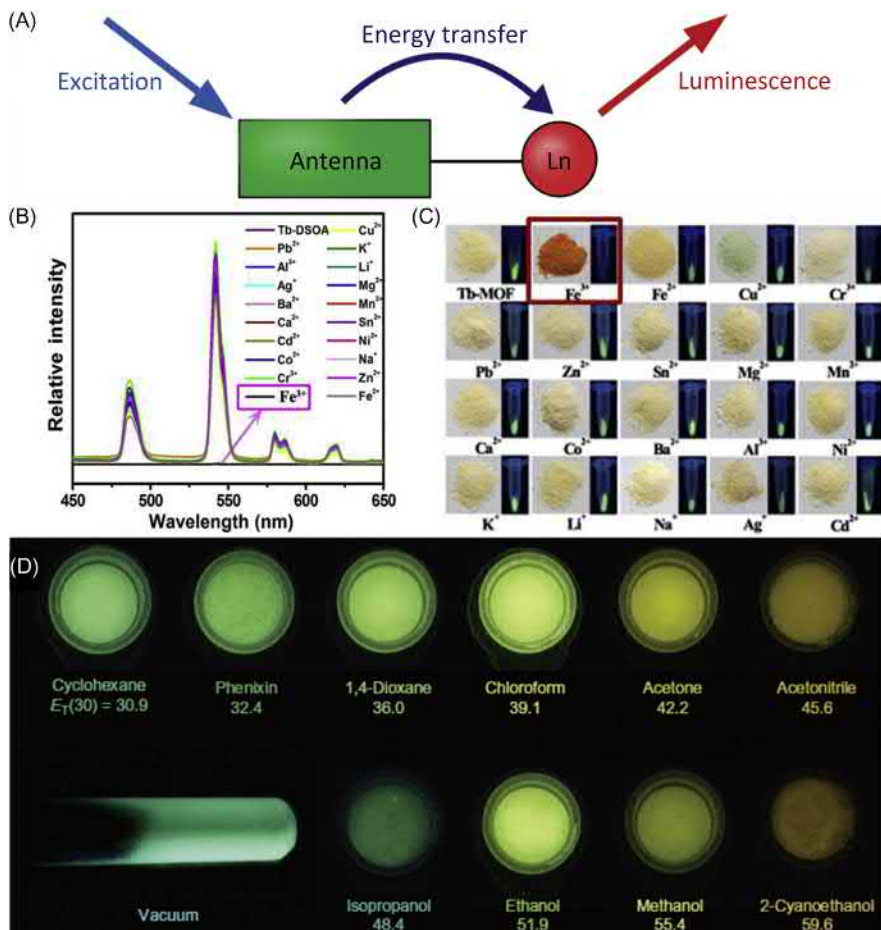 (A)
Excitation
Energy transfer
Luminescence
Antenna
Ln
(B)
Relative intensity
Tb-DSOA
Pb²⁺
Al³⁺
Ag⁺
Ba²⁺
Ca²⁺
Cd²⁺
Co²⁺
Cr³⁺
Fe³⁺
Cu²⁺
K⁺
Li⁺
Mg²⁺
Mn²⁺
Sn²⁺
Ni²⁺
Na⁺
Zn²⁺
Fe²⁺
450 500 550 600 650
Wavelength (nm)
(C)
Tb-MOF Fe³⁺ Fe²⁺ Cu²⁺ Cr³⁺
Pb²⁺ Zn²⁺ Sn²⁺ Mg²⁺ Mn²⁺
Ca²⁺ Co²⁺ Ba²⁺ Al³⁺ Ni²⁺
K⁺ Li⁺ Na⁺ Ag⁺ Cd²⁺
(D)
Cyclohexane Phenixin 1,4-Dioxane Chloroform Acetone Acetonitrile
E_T(30) = 30.9 32.4 36.0 39.1 42.2 45.6
Vacuum Isopropanol Ethanol Methanol 2-Cyanoethanol
48.4 51.9 55.4 59.6